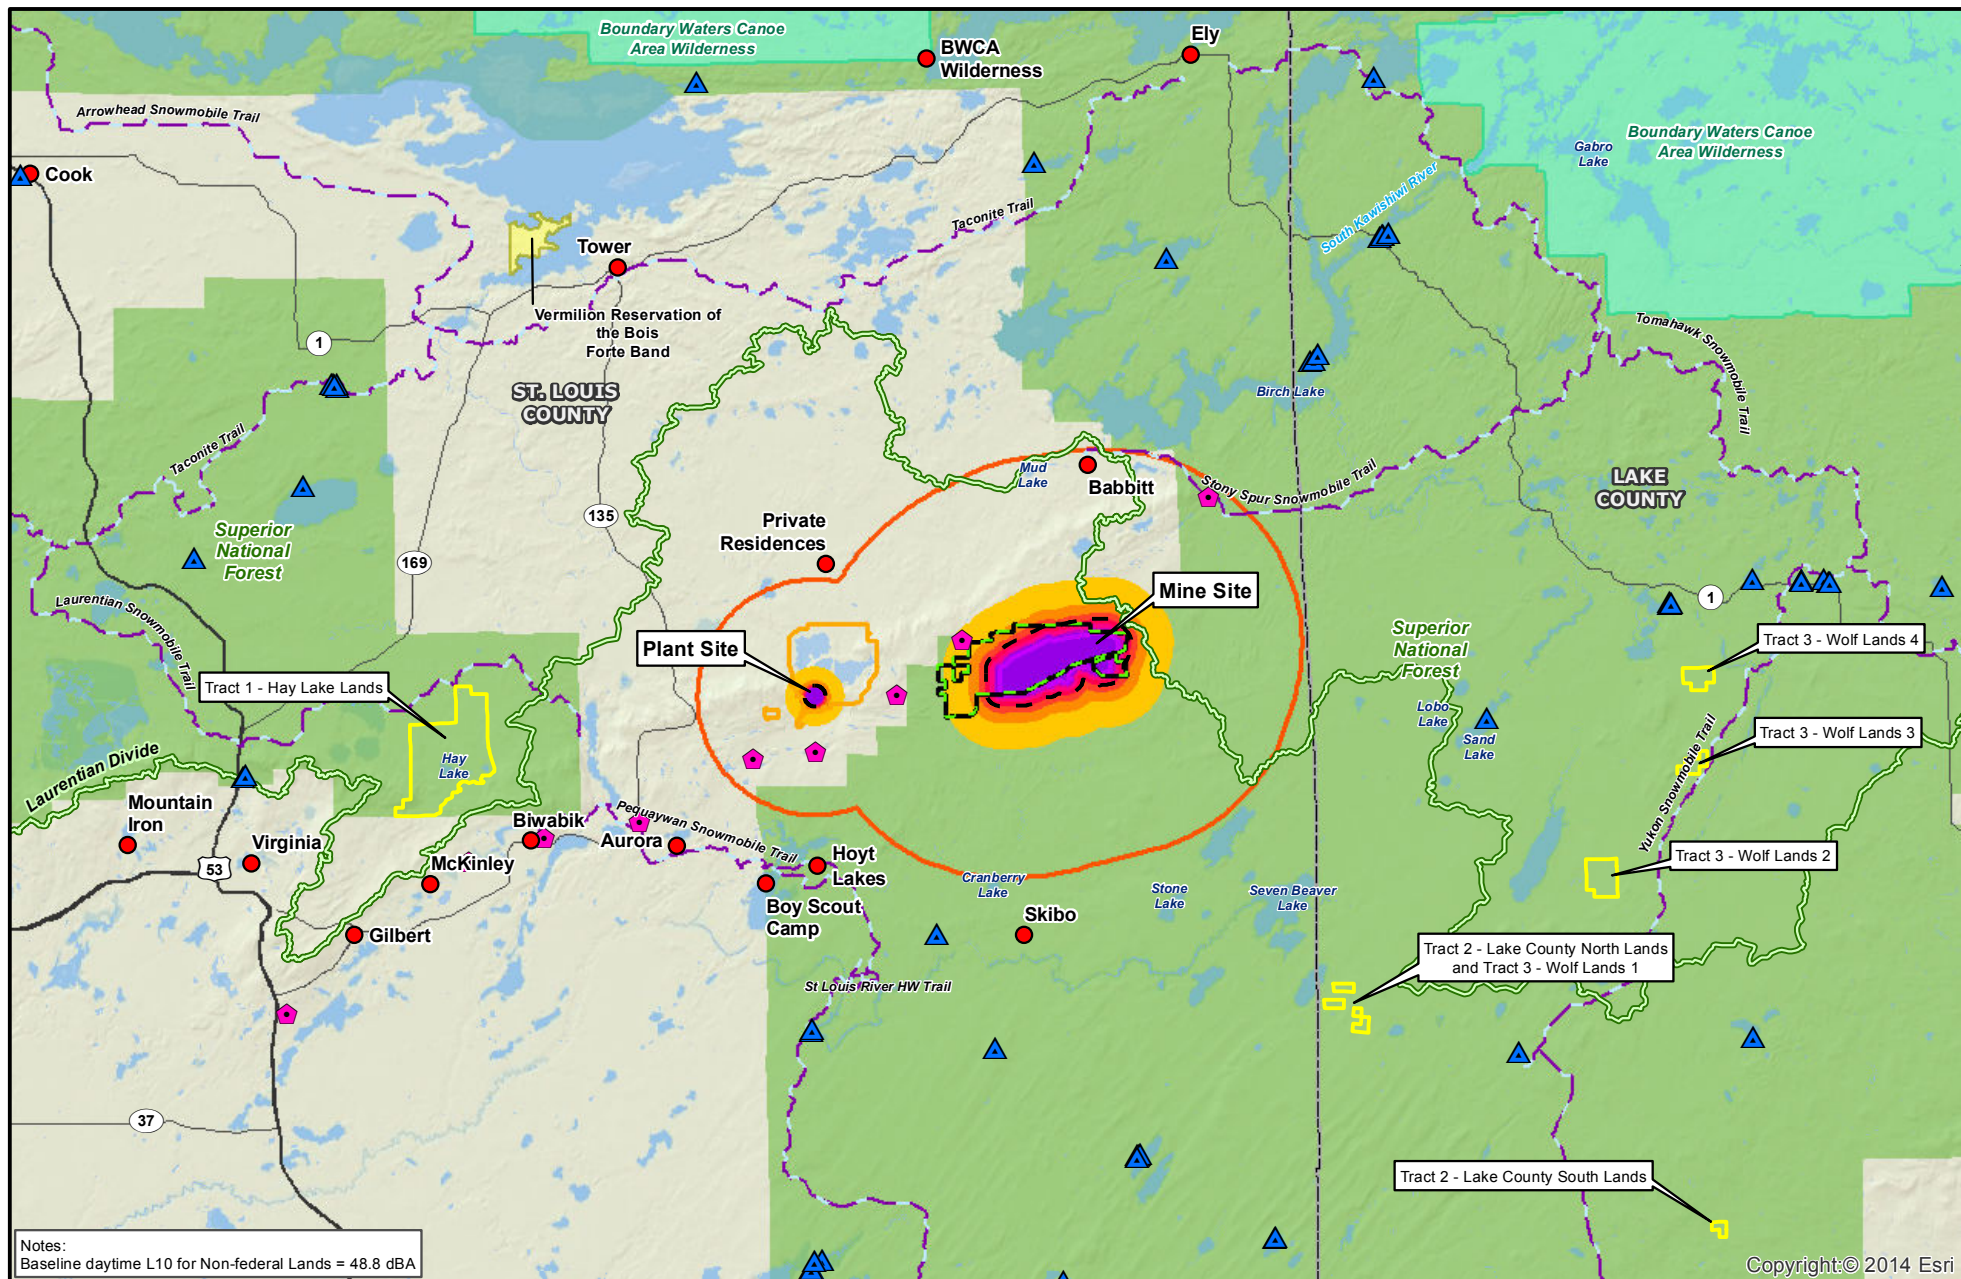 Boundary Waters Canoe
Area Wilderness
BWCA
Wilderness
Ely
Arrowhead Snowmobile Trail
Boundary Waters Canoe
Area Wilderness
Gabro
Lake
Cook
South Kawishiwi River
Taconite Trail
Tower
Vermilion Reservation of
the Bois
Forte Band
1
Tomahawk Snowmobile Trail
ST. LOUIS
COUNTY
Birch Lake
Taconite Trail
Mud
Lake
Babbitt
Stony Spur Snowmobile Trail
LAKE
COUNTY
135
Private
Residences
Superior
National
Forest
169
Laurentian Snowmobile Trail
Mine Site
1
Plant Site
Superior
National
Forest
Tract 3 - Wolf Lands 4
Tract 1 - Hay Lake Lands
Lobo
Lake
Sand
Lake
Tract 3 - Wolf Lands 3
Hay
Lake
Laurentian Divide
Yukon Snowmobile Trail
Mountain
Iron
Virginia
Biwabik
Pequaywan Snowmobile Trail
Aurora
Hoyt
Lakes
53
McKinley
Tract 3 - Wolf Lands 2
Cranberry
Lake
Stone
Lake
Seven Beaver
Lake
Boy Scout
Camp
Skibo
Gilbert
Tract 2 - Lake County North Lands
and Tract 3 - Wolf Lands 1
St Louis River HW Trail
37
Tract 2 - Lake County South Lands
Notes:
Baseline daytime L10 for Non-federal Lands = 48.8 dBA
Copyright:© 2014 Esri